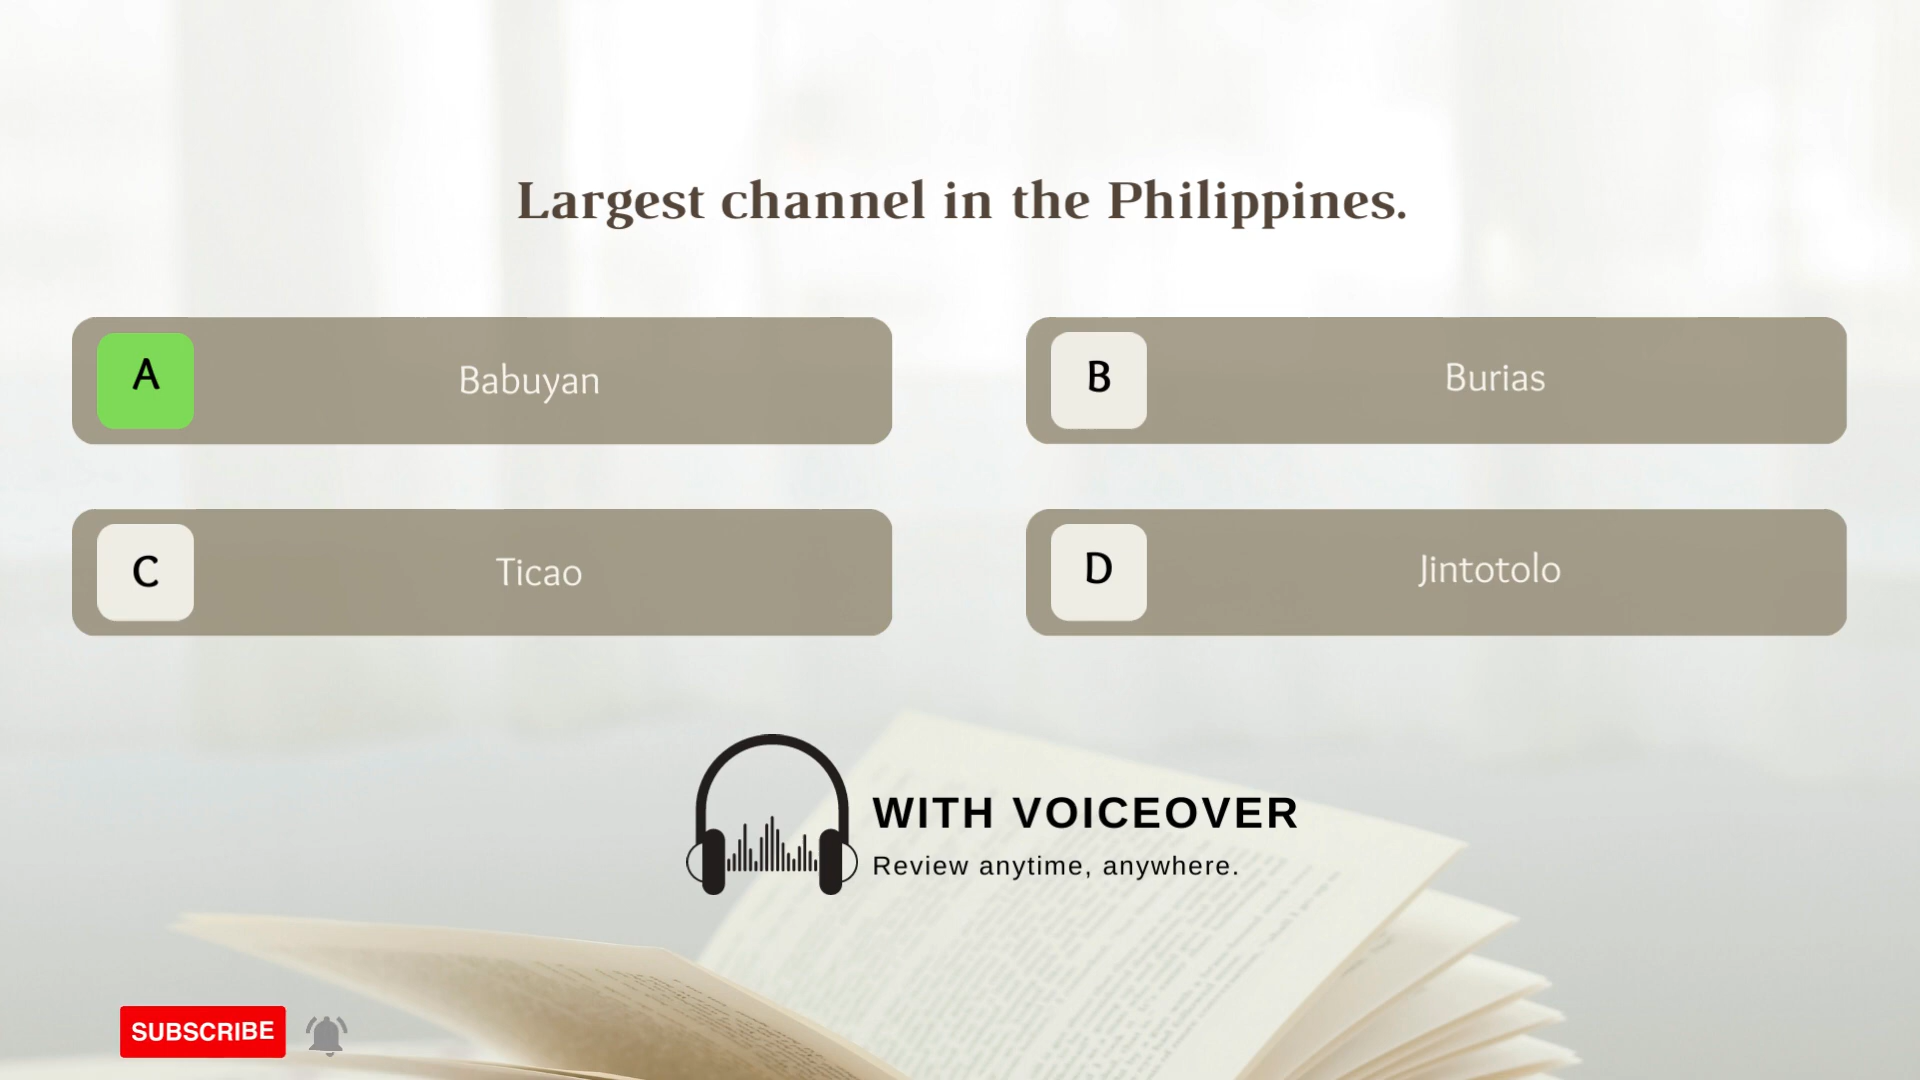 Largest channel in the Philippines.
A
Babuyan
B
Burias
C
Ticao
D
Jintotolo
WITH VOICEOVER
Review anytime, anywhere.
SUBSCRIBE